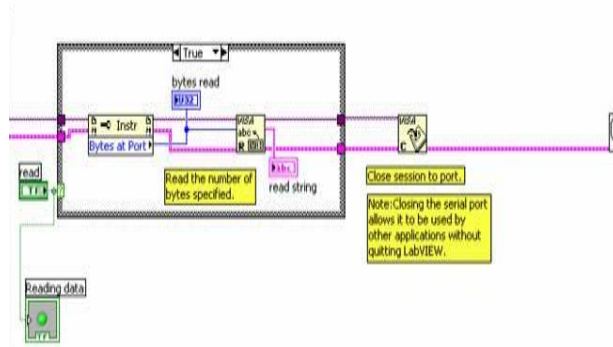 True
bytes read
U32
Instr
Bytes at Port
VISA
abc
R
VISA
C
read
TF
Read the number of
bytes specified.
abc
read string
Close session to port.
Note:Closing the serial port
allows it to be used by
other applications without
quitting LabVIEW.
Reading data
TF